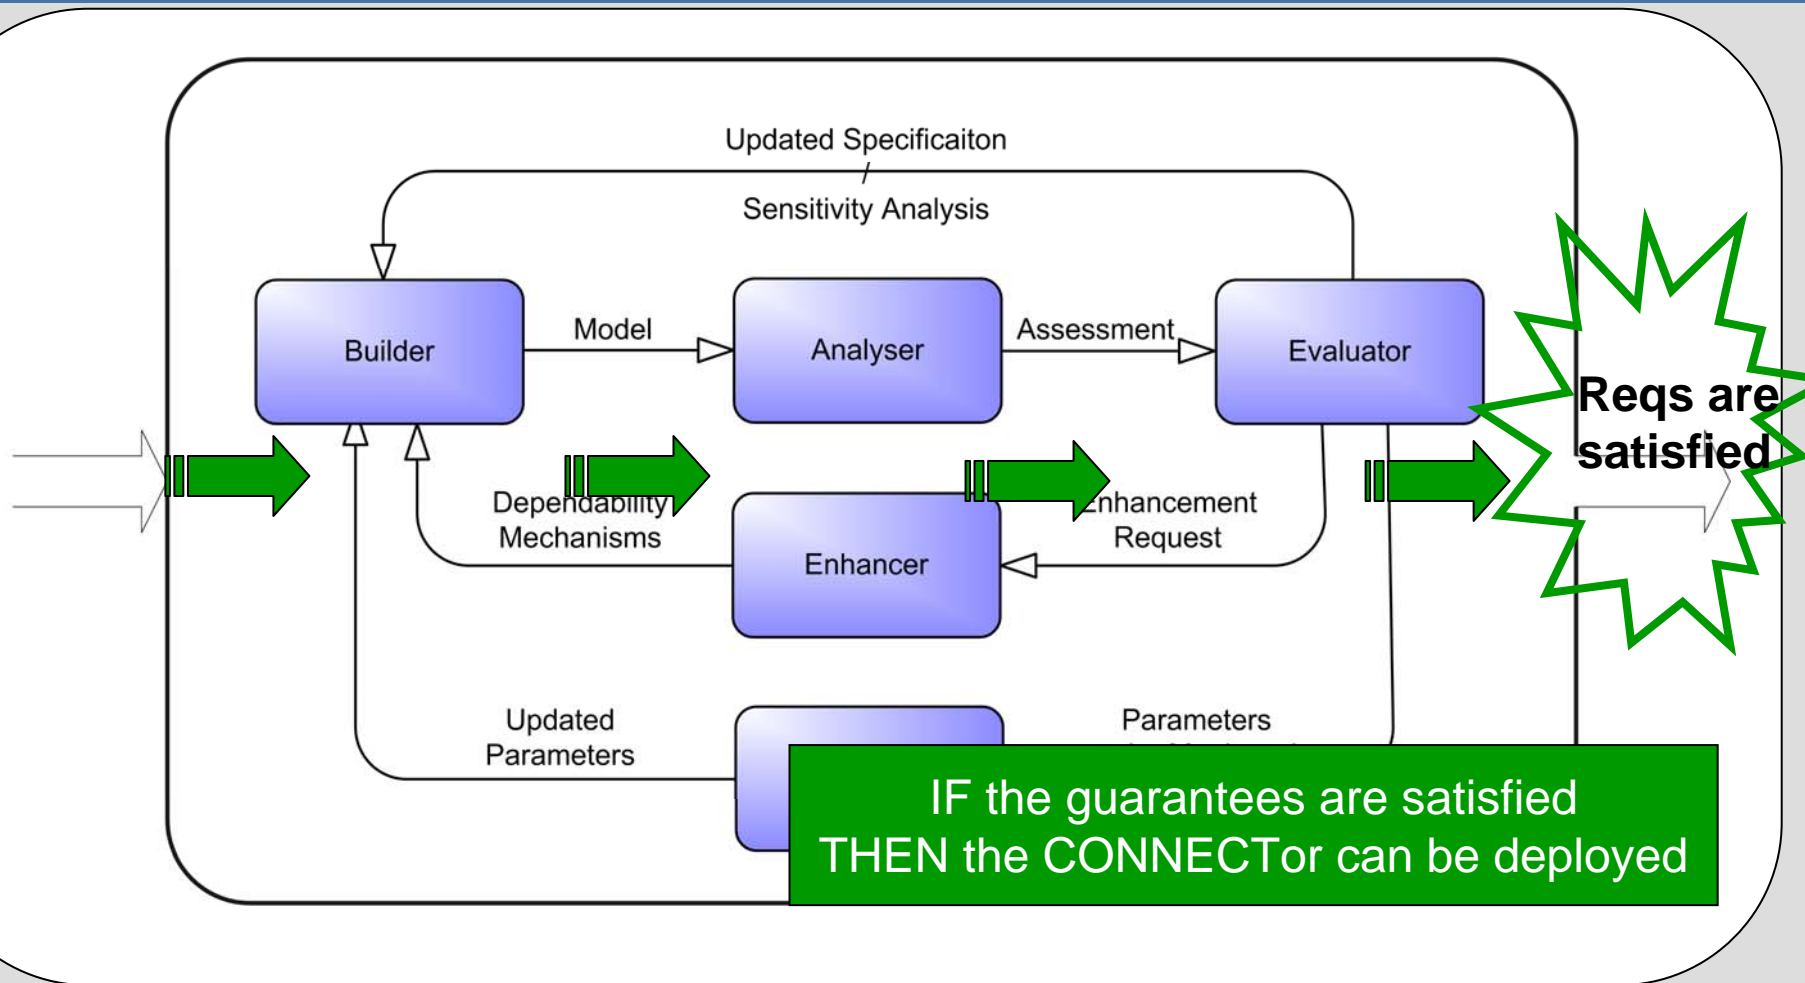 Updated Specificaiton
/
Sensitivity Analysis
Builder
Model
Analyser
Assessment
Evaluator
Reqs are
satisfied
Dependability
Mechanisms
Enhancer
Enhancement
Request
Updated
Parameters
Parameters
IF the guarantees are satisfied
THEN the CONNECTor can be deployed